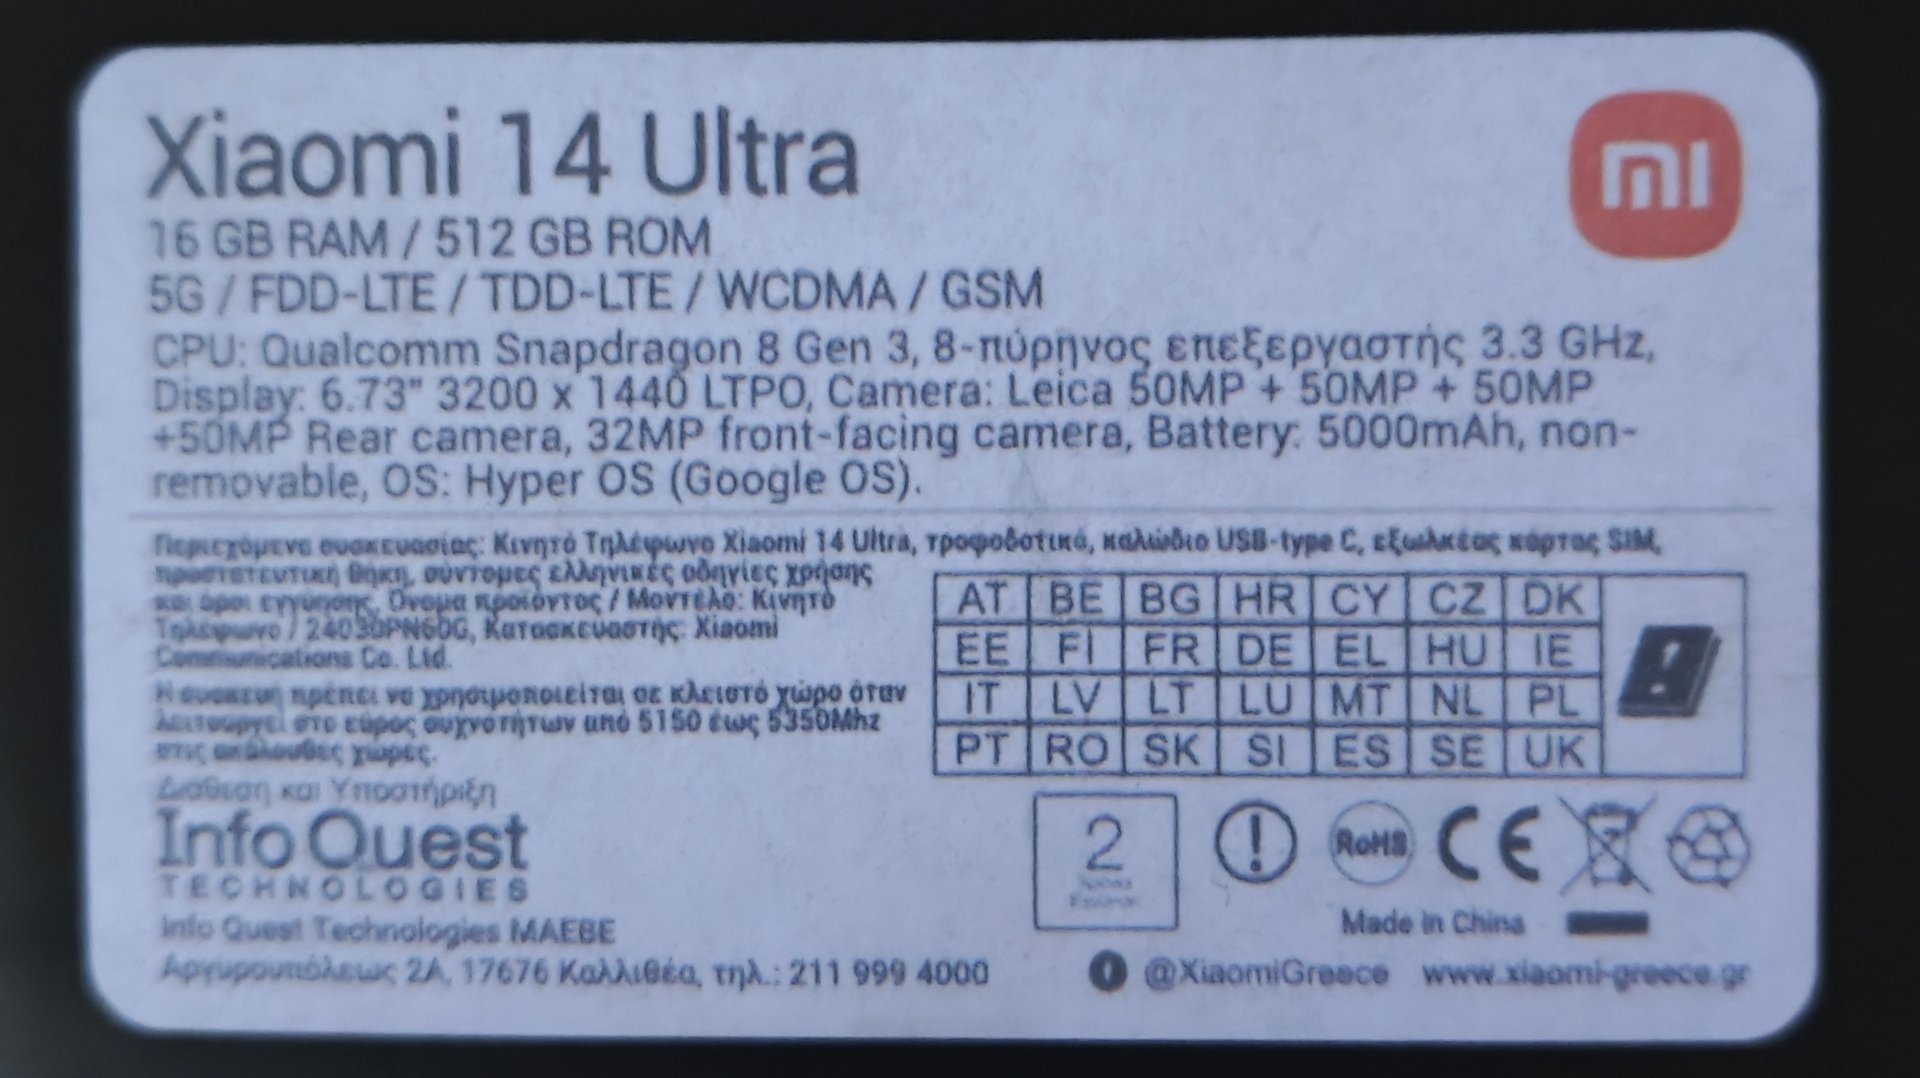 Xiaomi 14 Ultra
mi
16 GB RAM / 512 GB ROM
5G / FDD-LTE / TDD-LTE / WCDMA / GSM
CPU: Qualcomm Snapdragon 8 Gen 3, 8-πύρηνος επεξεργαστής 3.3 GHz,
Display: 6.73" 3200 x 1440 LTPO, Camera: Leica 50MP + 50MP + 50MP
+50MP Rear camera, 32MP front-facing camera, Battery: 5000mAh, non-
removable, OS: Hyper OS (Google OS).
Περιεχόμενα συσκευασίας: Κινητό Τηλέφωνο Xiaomi 14 Ultra, τροφοδοτικό, καλώδιο USB-type C, εξωλκέας κάρτας SIM,
προστατευτική θήκη, σύντομες ελληνικές οδηγίες χρήσης
και όροι εγγύησης, Όνομα προϊόντος / Μοντέλο: Κινητό
Τηλέφωνο / 24030PN60G, Κατασκευαστής: Xiaomi
Communications Co. Ltd.
Η συσκευή πρέπει να χρησιμοποιείται σε κλειστό χώρο όταν
λειτουργεί στο εύρος συχνοτήτων από 5150 έως 5350Mhz
στις ακόλουθες χώρες.
AT BE BG HR CY CZ DK
EE FI FR DE EL HU IE
IT LV LT LU MT NL PL
PT RO SK SI ES SE UK
Διάθεση και Υποστήριξη
Info Quest
TECHNOLOGIES
2
RoHS CE
Info Quest Technologies ΜΑΕΒΕ
Made in China
Αργυρουπόλεως 2Α, 17676 Καλλιθέα, τηλ.: 211 999 4000
@XiaomiGreece www.xiaomi-greece.gr